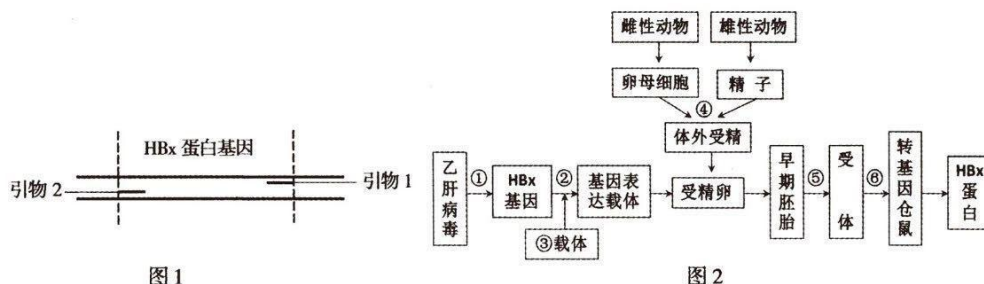 雌性动物
雄性动物
卵母细胞
精子
④
体外受精
HBx 蛋白基因
引物 2
引物 1
乙肝病毒
①
HBx
基因
②
③载体
基因表
达载体
受精卵
早期胚胎
⑤
受体
⑥
转基因仓鼠
HBx
蛋白
图 1
图 2